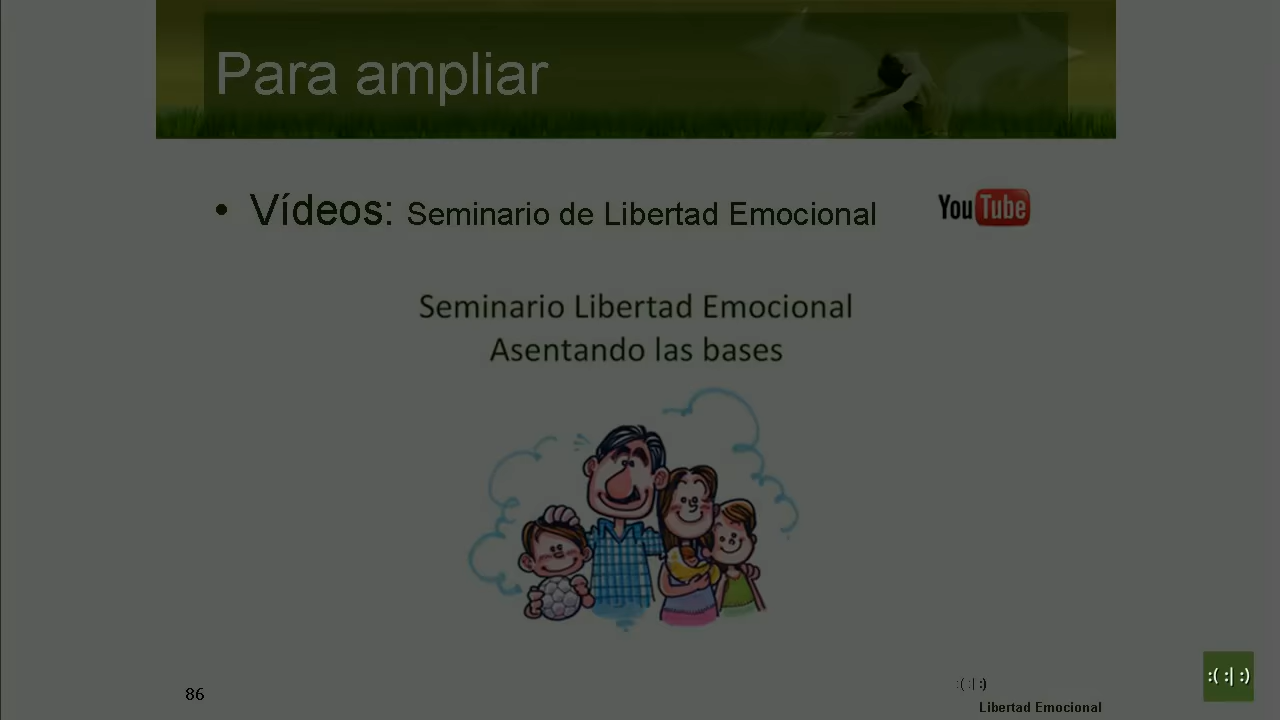 Para ampliar
• Vídeos: Seminario de Libertad Emocional
YouTube
Seminario Libertad Emocional
Asentando las bases
86
:( :| :)
Libertad Emocional
:( :| :)